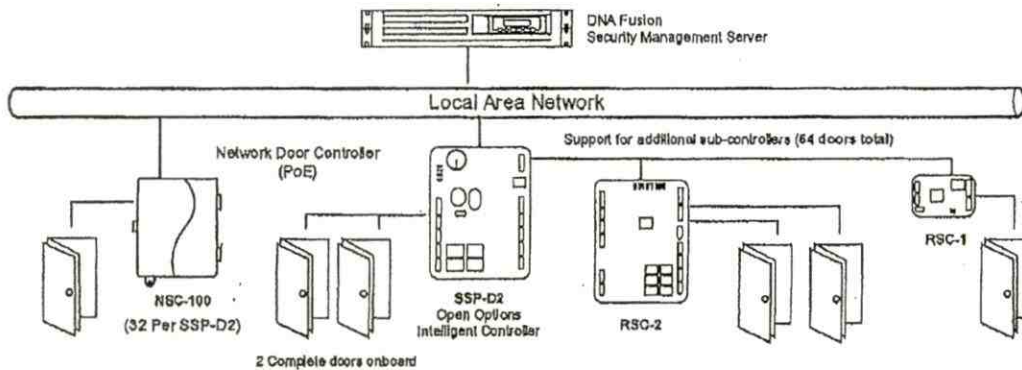 DNA Fusion
Security Management Server
Local Area Network
Support for additional sub-controllers (64 doors total)
Network Door Controller
(PoE)
RSC-1
NSC-100
(32 Per SSP-D2)
SSP-D2
Open Options
Intelligent Controller
RSC-2
2 Complete doors onboard